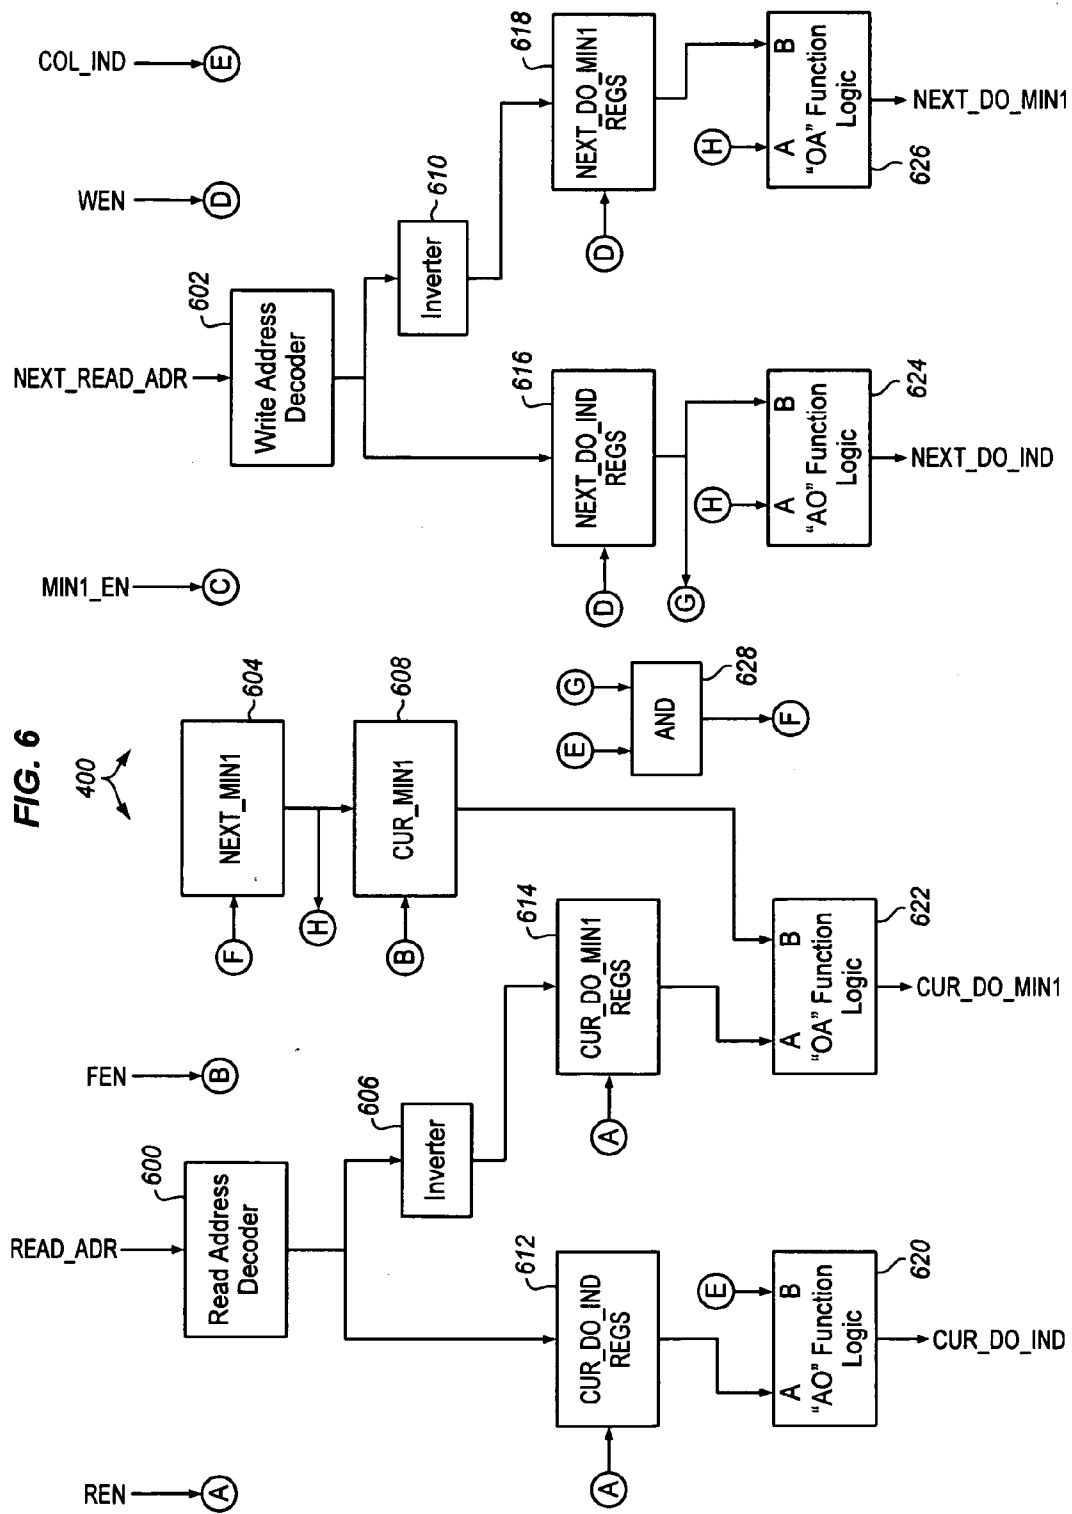 FIG. 6
400
REN
A
READ_ADR
600
Read Address
Decoder
FEN
B
MIN1_EN
C
NEXT_READ_ADR
602
Write Address
Decoder
WEN
D
COL_IND
E
F
NEXT_MIN1
604
H
B
CUR_MIN1
608
606
Inverter
610
Inverter
A
CUR_DO_IND
REGS
612
A
CUR_DO_MIN1
REGS
614
D
NEXT_DO_IND
REGS
616
G
D
NEXT_DO_MIN1
REGS
618
E
G
AND
628
F
E
A
B
"AO" Function
Logic
620
CUR_DO_IND
A
B
"OA" Function
Logic
622
CUR_DO_MIN1
H
A
B
"AO" Function
Logic
624
NEXT_DO_IND
H
A
B
"OA" Function
Logic
626
NEXT_DO_MIN1